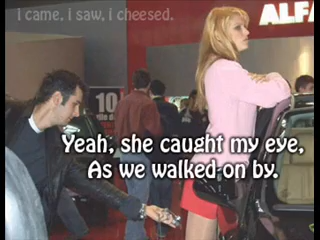 i came, i saw, i cheesed.
ALFA
10
Yeah, she caught my eye,
As we walked on by.